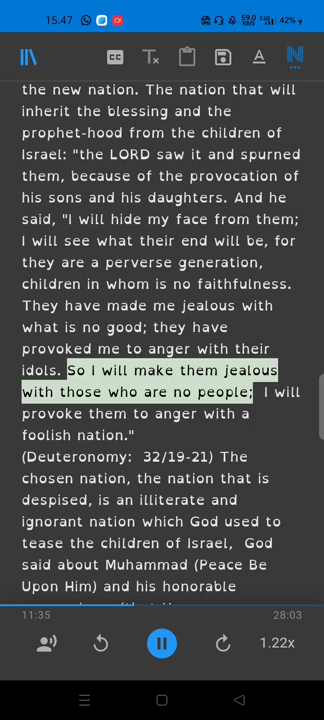 15.47
59.0
KB/s
4G
42%
CC
A
N
the new nation. The nation that will
inherit the blessing and the
prophet-hood from the children of
Israel: "the LORD saw it and spurned
them, because of the provocation of
his sons and his daughters. And he
said, "I will hide my face from them;
I will see what their end will be, for
they are a perverse generation,
children in whom is no faithfulness.
They have made me jealous with
what is no good; they have
provoked me to anger with their
idols. So I will make them jealous
with those who are no people; I will
provoke them to anger with a
foolish nation."
(Deuteronomy: 32/19-21) The
chosen nation, the nation that is
despised, is an illiterate and
ignorant nation which God used to
tease the children of Israel, God
said about Muhammad (Peace Be
Upon Him) and his honorable
11:35
28:03
1.22x